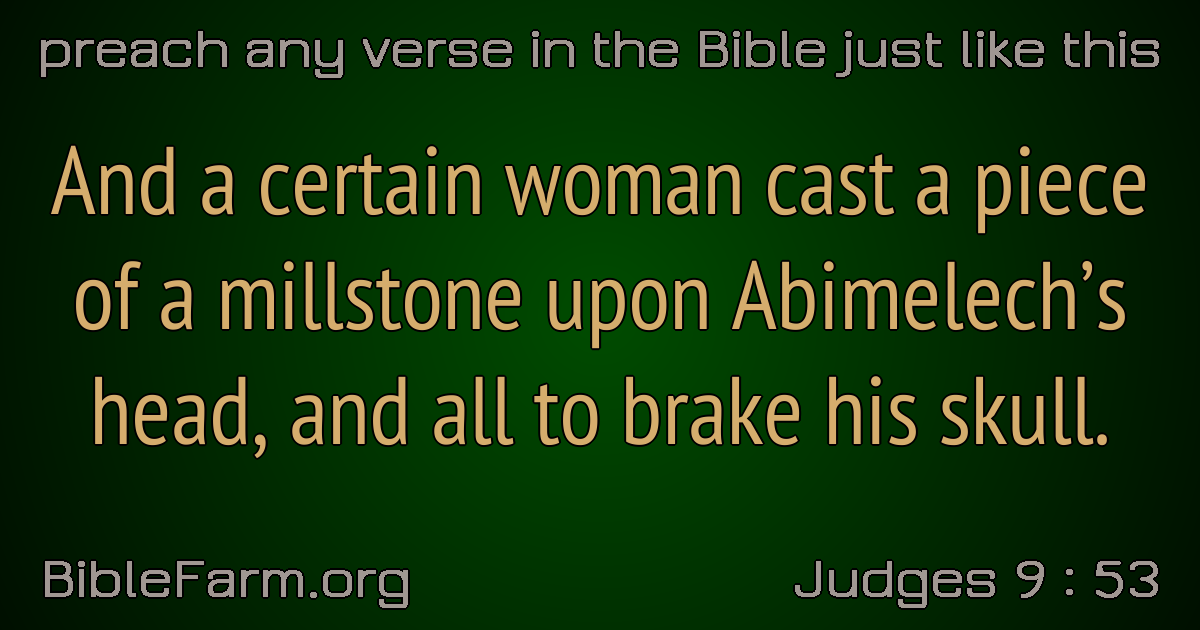 preach any verse in the Bible just like this
And a certain woman cast a piece
of a millstone upon Abimelech’s
head, and all to brake his skull.
BibleFarm.org
Judges 9 : 53